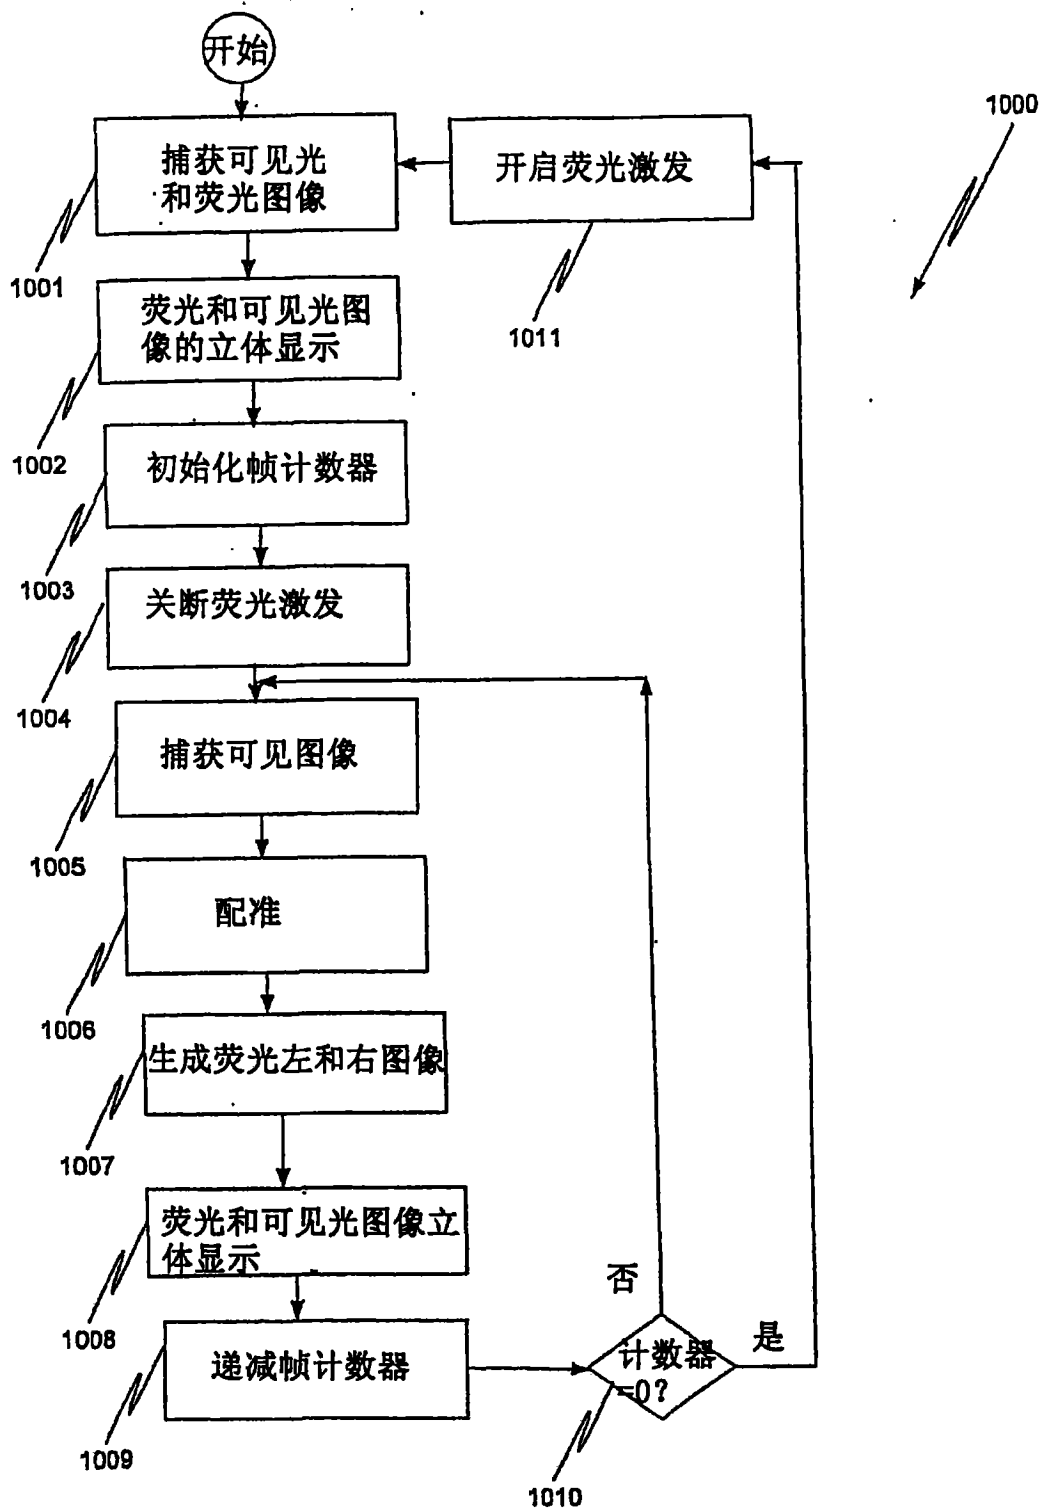 开始
1000
捕获可见光
和荧光图像
开启荧光激发
1001
1011
荧光和可见光图
像的立体显示
1002
初始化帧计数器
1003
关断荧光激发
1004
捕获可见图像
1005
配准
1006
生成荧光左和右图像
1007
荧光和可见光图像立
体显示
1008
否
是
递减帧计数器
计数器
=0?
1009
1010